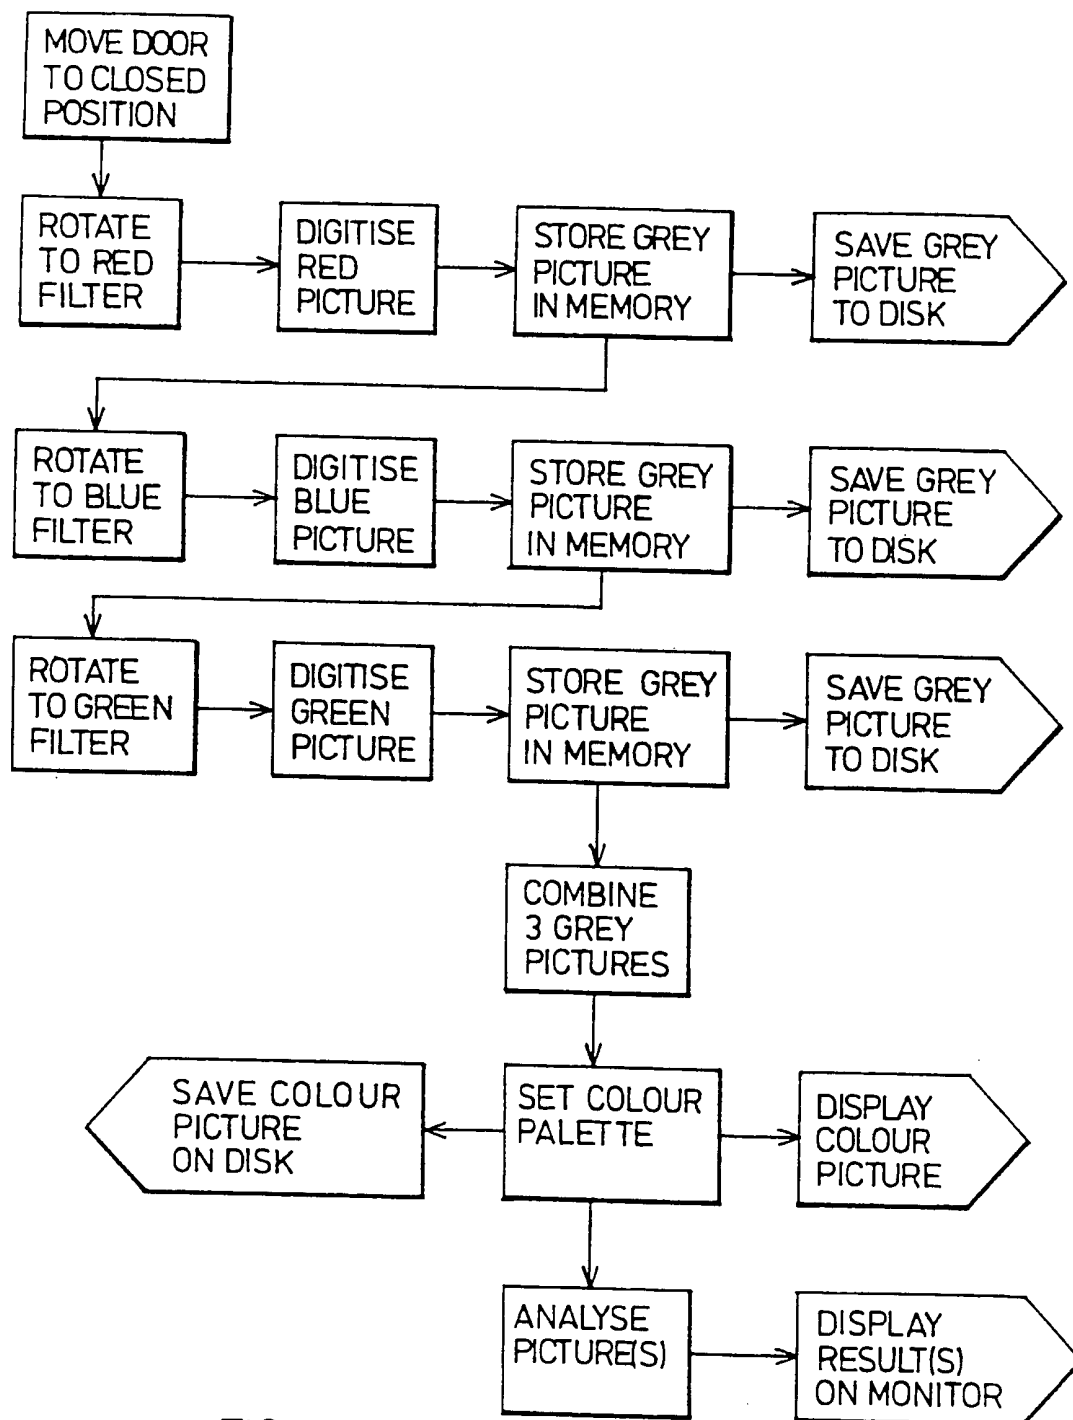 MOVE DOOR
TO CLOSED
POSITION
ROTATE
TO RED
FILTER
DIGITISE
RED
PICTURE
STORE GREY
PICTURE
IN MEMORY
SAVE GREY
PICTURE
TO DISK
ROTATE
TO BLUE
FILTER
DIGITISE
BLUE
PICTURE
STORE GREY
PICTURE
IN MEMORY
SAVE GREY
PICTURE
TO DISK
ROTATE
TO GREEN
FILTER
DIGITISE
GREEN
PICTURE
STORE GREY
PICTURE
IN MEMORY
SAVE GREY
PICTURE
TO DISK
COMBINE
3 GREY
PICTURES
SAVE COLOUR
PICTURE
ON DISK
SET COLOUR
PALETTE
DISPLAY
COLOUR
PICTURE
ANALYSE
PICTURE(S)
DISPLAY
RESULT(S)
ON MONITOR